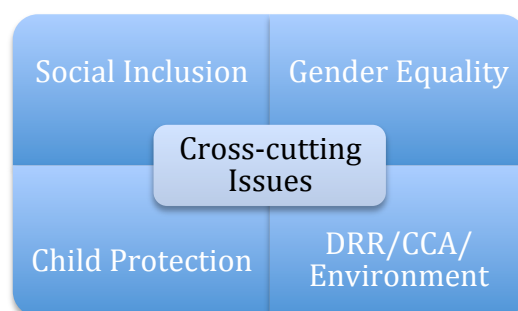 Social Inclusion
Gender Equality
Cross-cutting
Issues
Child Protection
DRR/CCA/
Environment